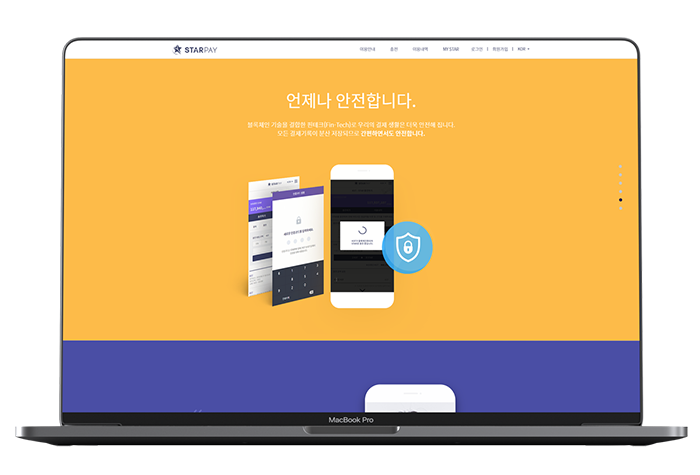 STARPAY
이용안내 충전 이용내역 MY STAR 로그인 | 회원가입 | KOR
언제나 안전합니다.
블록체인 기술을 결합한 핀테크(Fin-Tech)로 우리의 결제 생활은 더욱 안전해 집니다.
모든 결제기록이 분산 저장되므로 간편하면서도 안전합니다.
MacBook Pro